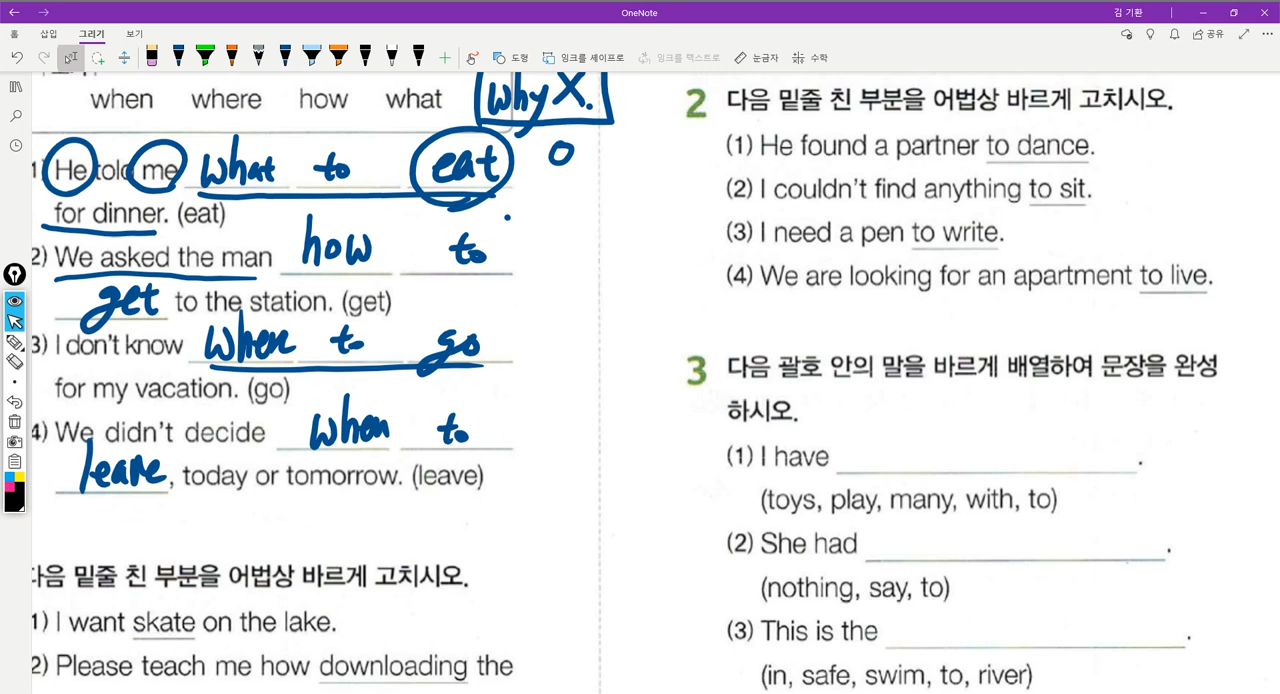 OneNote
김 기환
홈 삽입 그리기 보기
공유
도형 잉크를 셰이프로 잉크를 텍스트로 눈금자 수학
when where how what why X.
1) He told me what to eat O
for dinner. (eat)
2) We asked the man how to
get to the station. (get)
3) I don't know when to go
for my vacation. (go)
4) We didn't decide when to
leave, today or tomorrow. (leave)
다음 밑줄 친 부분을 어법상 바르게 고치시오.
1) I want skate on the lake.
2) Please teach me how downloading the
2 다음 밑줄 친 부분을 어법상 바르게 고치시오.
(1) He found a partner to dance.
(2) I couldn't find anything to sit.
(3) I need a pen to write.
(4) We are looking for an apartment to live.
3 다음 괄호 안의 말을 바르게 배열하여 문장을 완성
하시오.
(1) I have .
(toys, play, many, with, to)
(2) She had .
(nothing, say, to)
(3) This is the .
(in, safe, swim, to, river)